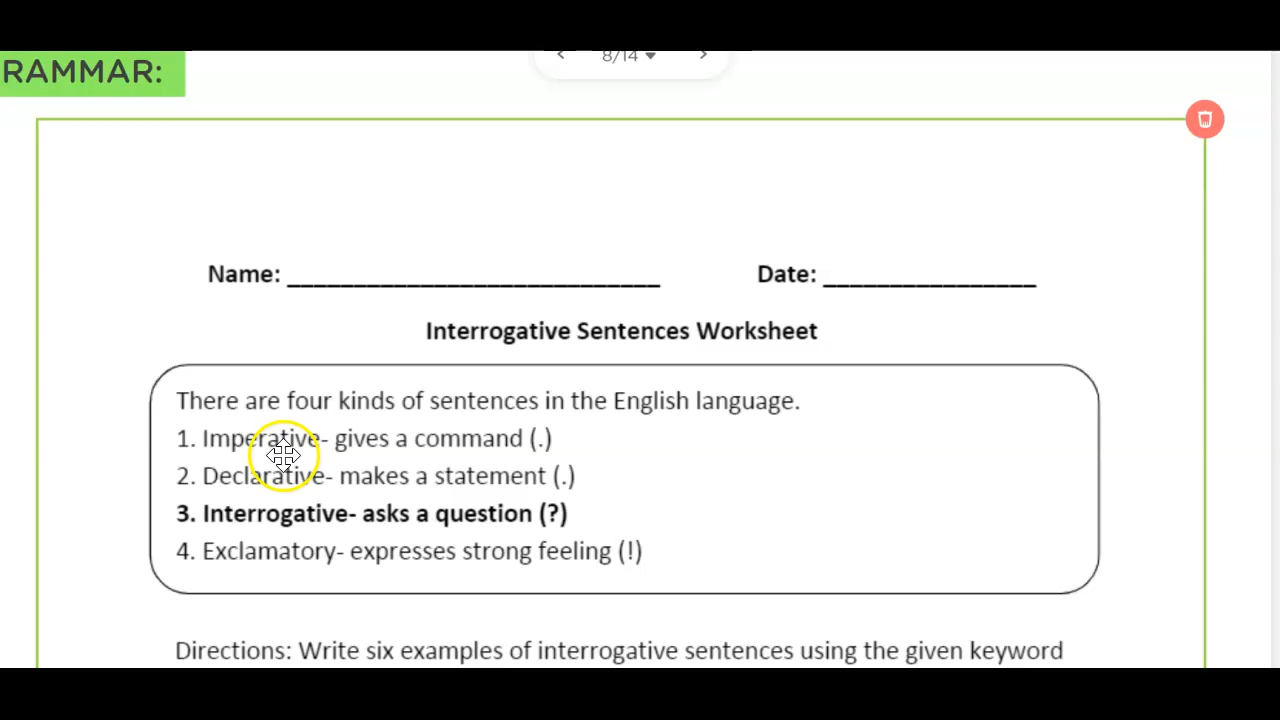 RAMMAR:
8/14
Name: ____________________________ Date: ________________
Interrogative Sentences Worksheet
There are four kinds of sentences in the English language.
1. Imperative- gives a command (.)
2. Declarative- makes a statement (.)
3. Interrogative- asks a question (?)
4. Exclamatory- expresses strong feeling (!)
Directions: Write six examples of interrogative sentences using the given keyword